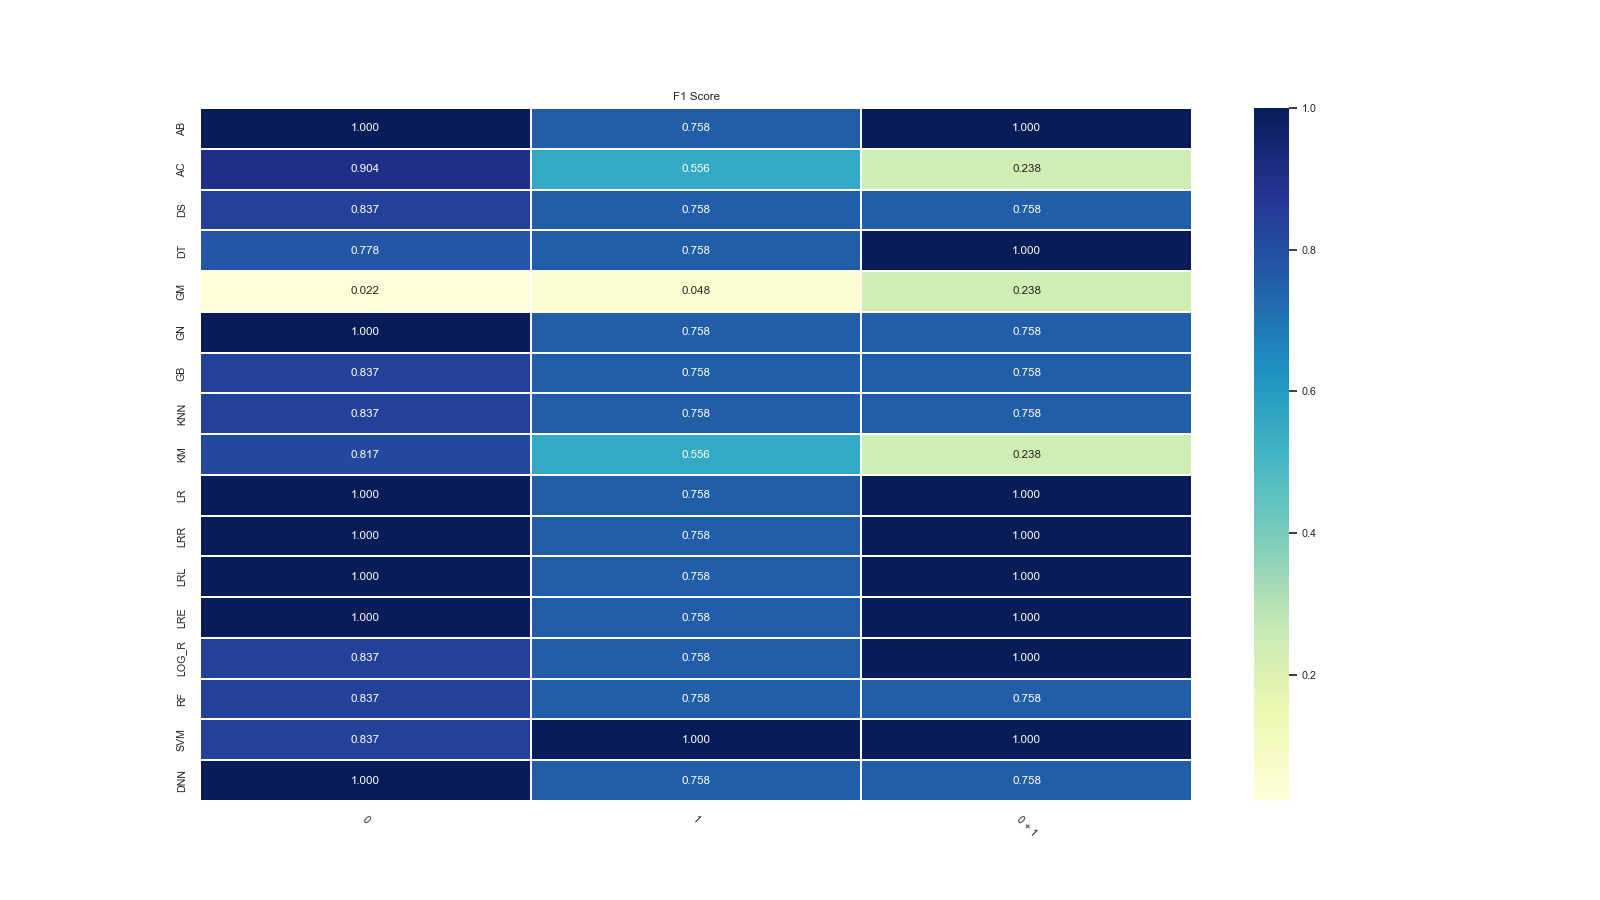 F1 Score
AB 1.000 0.758 1.000
AC 0.904 0.556 0.238
DS 0.837 0.758 0.758
DT 0.778 0.758 1.000
GM 0.022 0.048 0.238
GN 1.000 0.758 0.758
GB 0.837 0.758 0.758
KNN 0.837 0.758 0.758
KM 0.817 0.556 0.238
LR 1.000 0.758 1.000
LRR 1.000 0.758 1.000
LRL 1.000 0.758 1.000
LRE 1.000 0.758 1.000
LOG_R 0.837 0.758 1.000
RF 0.837 0.758 0.758
SVM 0.837 1.000 1.000
DNN 1.000 0.758 0.758
0 1 0 + 1
1.0
0.8
0.6
0.4
0.2